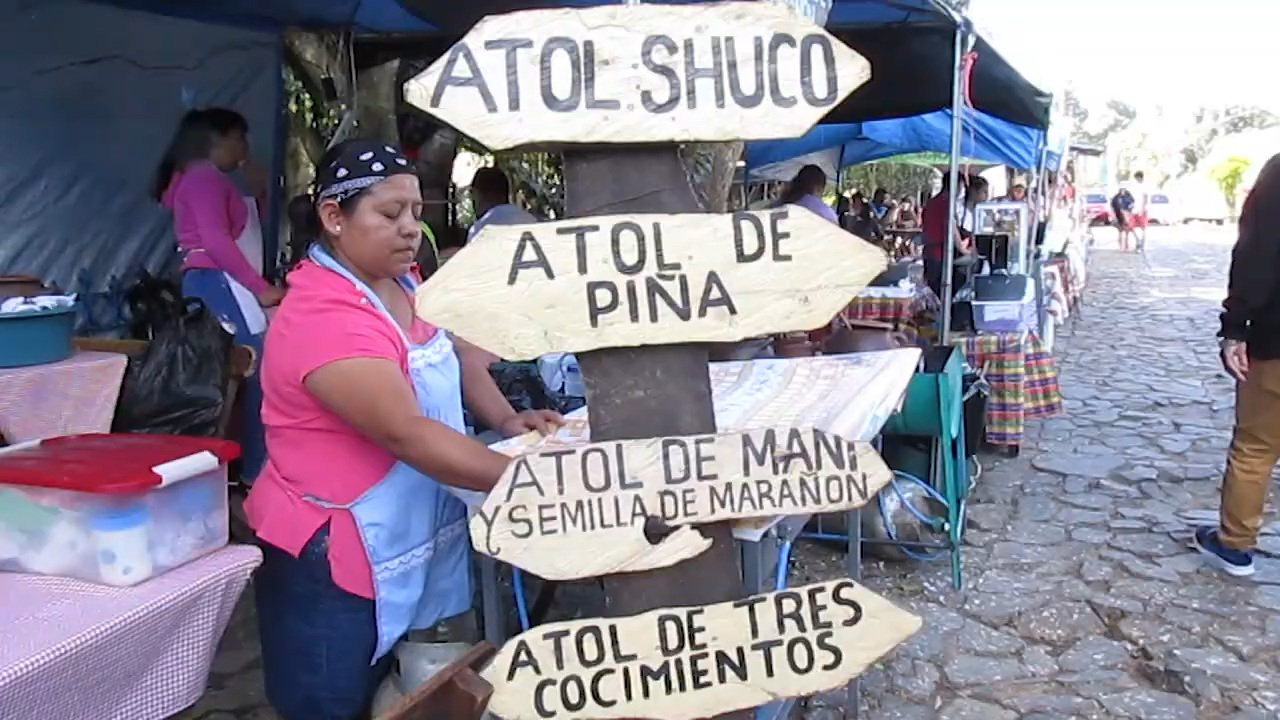 ATOL SHUCO
ATOL DE
PIÑA
ATOL DE MANI
Y SEMILLA DE MARAÑON
ATOL DE TRES
COCIMIENTOS